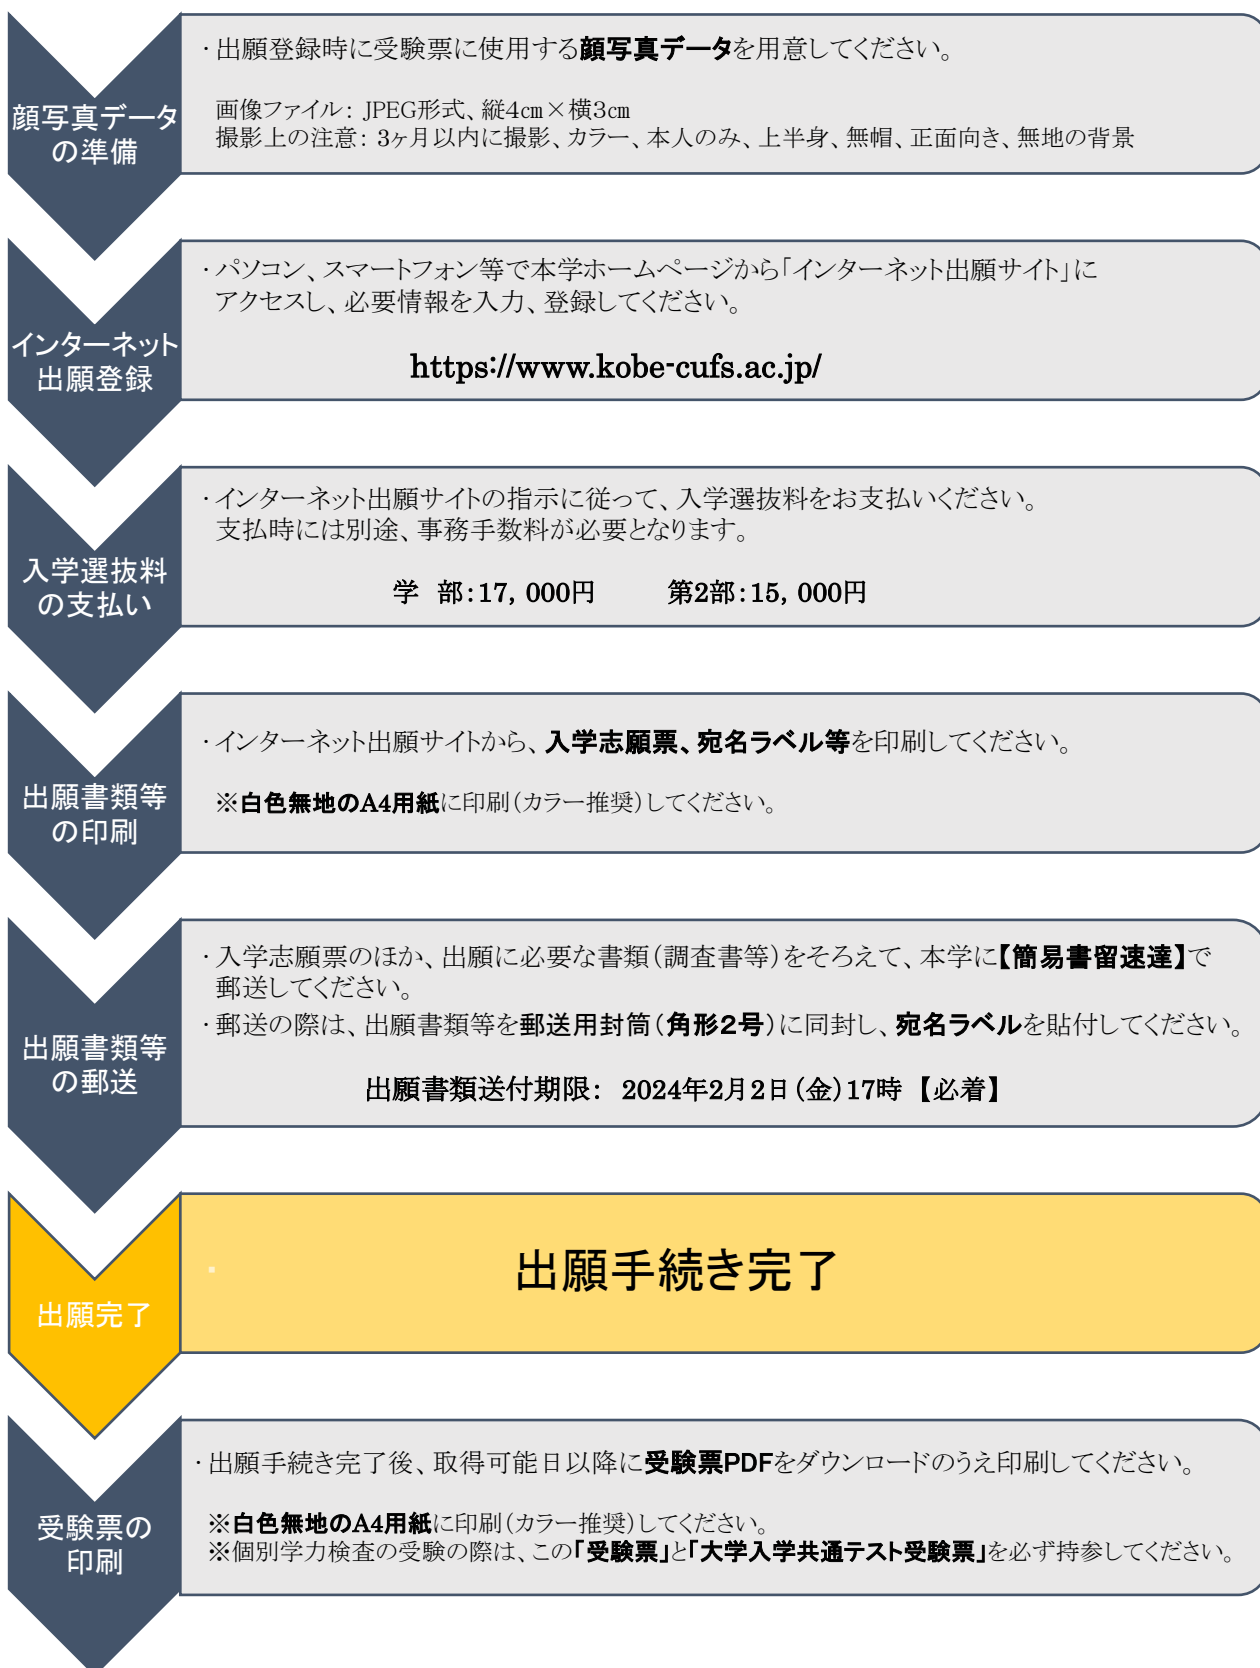 顔写真データ
の準備
・出願登録時に受験票に使用する顔写真データを用意してください。
画像ファイル: JPEG形式、縦4㎝×横3㎝
撮影上の注意: 3ヶ月以内に撮影、カラー、本人のみ、上半身、無帽、正面向き、無地の背景
インターネット
出願登録
・パソコン、スマートフォン等で本学ホームページから「インターネット出願サイト」に
アクセスし、必要情報を入力、登録してください。
https://www.kobe-cufs.ac.jp/
入学選抜料
の支払い
・インターネット出願サイトの指示に従って、入学選抜料をお支払いください。
支払時には別途、事務手数料が必要となります。
学 部:17, 000円 第2部:15, 000円
出願書類等
の印刷
・インターネット出願サイトから、入学志願票、宛名ラベル等を印刷してください。
※白色無地のA4用紙に印刷(カラー推奨)してください。
出願書類等
の郵送
・入学志願票のほか、出願に必要な書類(調査書等)をそろえて、本学に【簡易書留速達】で
郵送してください。
・郵送の際は、出願書類等を郵送用封筒(角形2号)に同封し、宛名ラベルを貼付してください。
出願書類送付期限: 2024年2月2日(金)17時 【必着】
出願完了
出願手続き完了
受験票の
印刷
・出願手続き完了後、取得可能日以降に受験票PDFをダウンロードのうえ印刷してください。
※白色無地のA4用紙に印刷(カラー推奨)してください。
※個別学力検査の受験の際は、この「受験票」と「大学入学共通テスト受験票」を必ず持参してください。